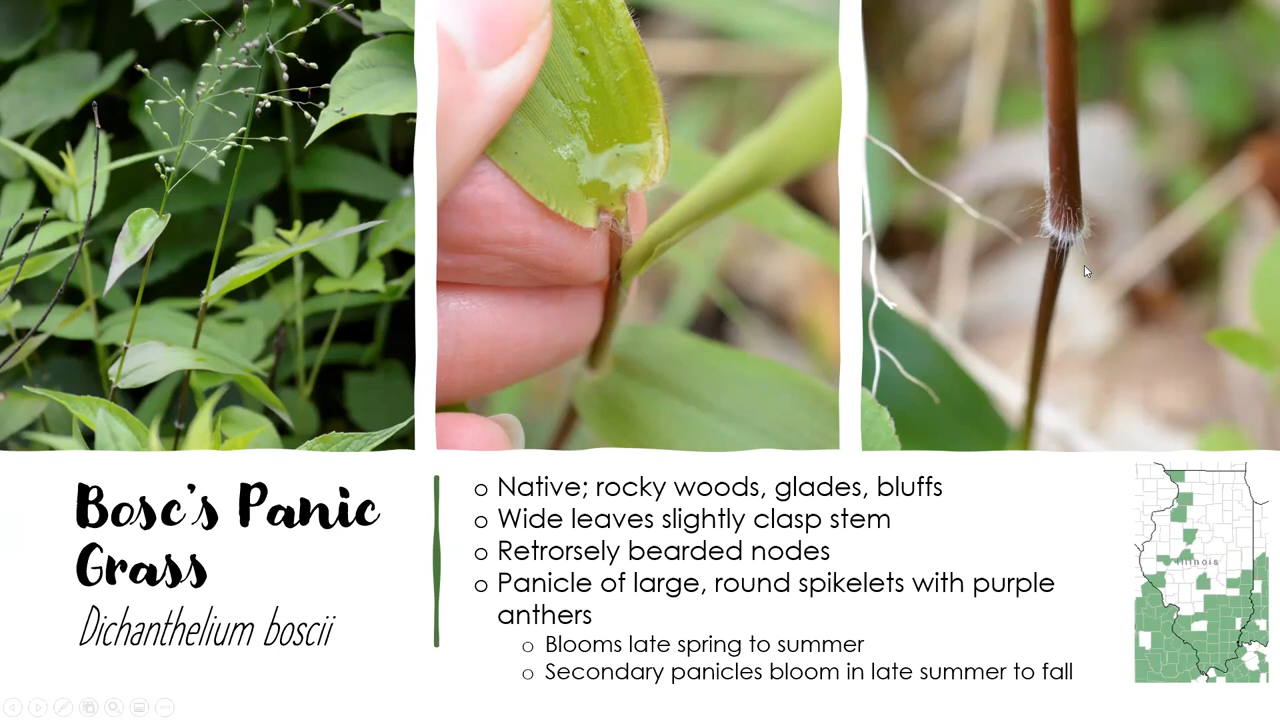 Bosc's Panic
Grass
Dichanthelium boscii
o Native; rocky woods, glades, bluffs
o Wide leaves slightly clasp stem
o Retrorsely bearded nodes
o Panicle of large, round spikelets with purple
anthers
o Blooms late spring to summer
o Secondary panicles bloom in late summer to fall
Illinois